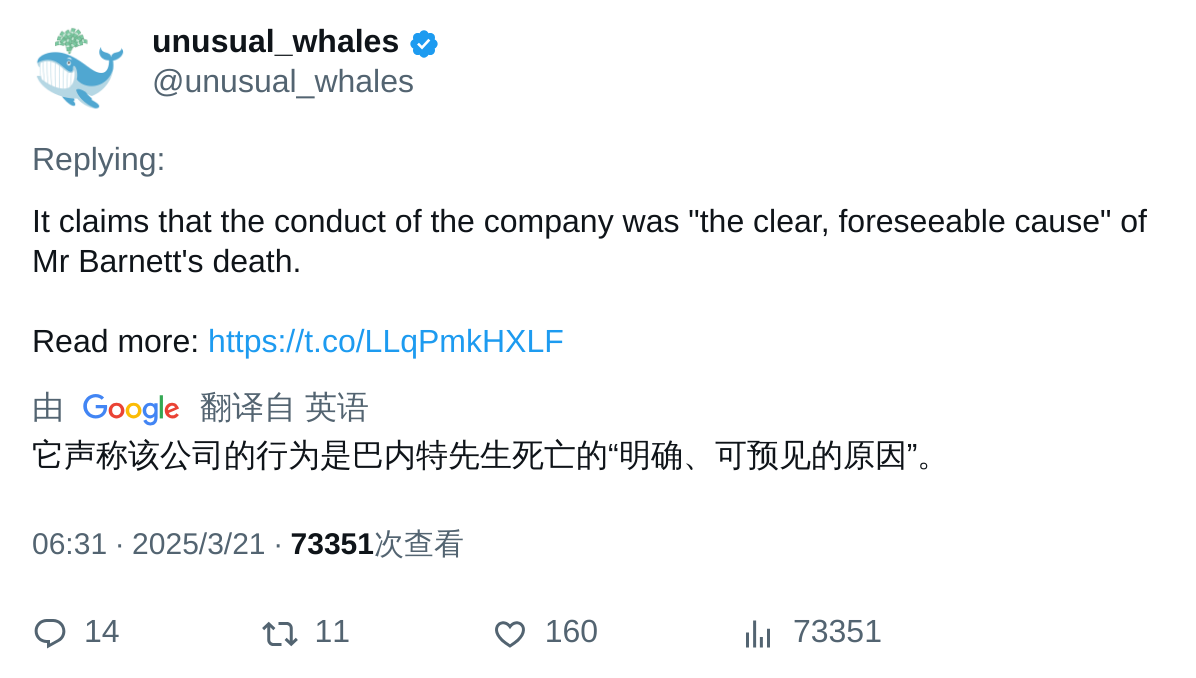 unusual_whales
@unusual_whales
Replying:
It claims that the conduct of the company was "the clear, foreseeable cause" of
Mr Barnett's death.
Read more: https://t.co/LLqPmkHXLF
由 Google 翻译自 英语
它声称该公司的行为是巴内特先生死亡的“明确、可预见的原因”。
06:31 · 2025/3/21 · 73351次查看
14 11 160 73351